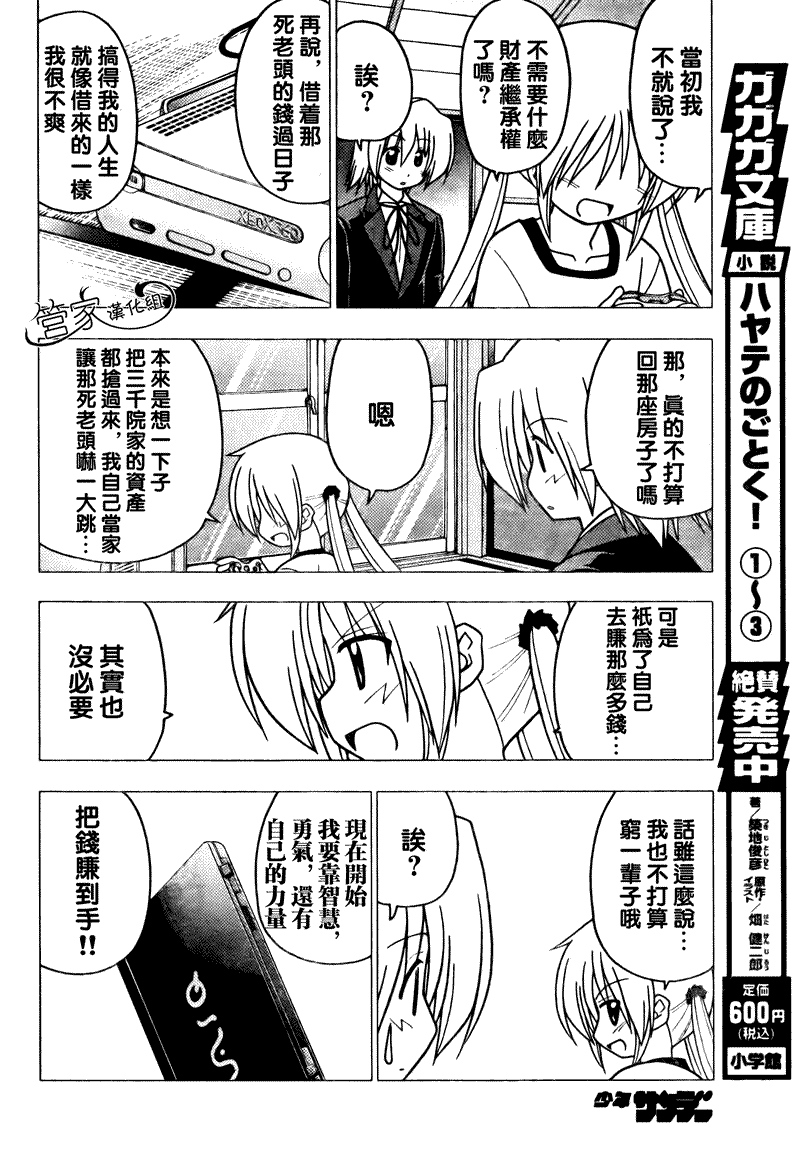 當初我
不就說了…
不需要什麼
財產繼承權
了嗎？
誒？
再說，借着那
死老頭的錢過日子
搞得我的人生
就像借來的一樣
我很不爽
XEOX360
管家漢化組
那，真的不打算
回那座房子了嗎
嗯
本來是想一下子
把三千院家的資產
都搶過來，我自己當家
讓那死老頭嚇一大跳…
可是
衹爲了自己
去賺那麼多錢…
其實也
沒必要
話雖這麼說…
我也不打算
窮一輩子哦
誒？
現在開始
我要靠智慧，
勇氣，還有
自己的力量
把錢賺到手!!
ガガガ文庫
小説
ハヤテのごとく！
①〜③
絶賛
発売中
著／築地俊彦
原作／イラスト 畑健二郎
定価
600円
(税込)
小学館
少年サンデー